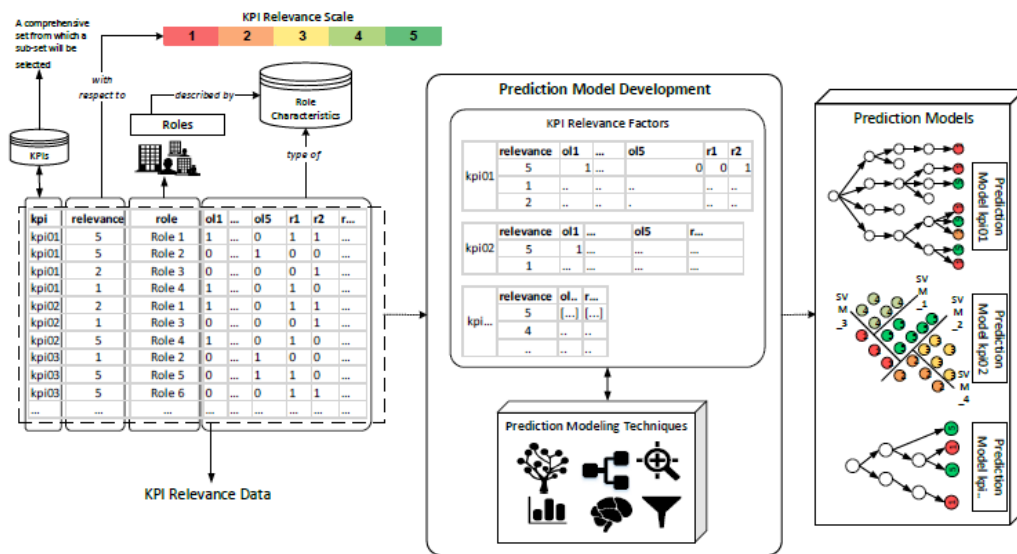 A comprehensive
set from which a
sub-set will be
selected
KPI Relevance Scale
1 2 3 4 5
with
respect to
described by
Roles
Role
Characteristics
KPIs
type of
kpi relevance role ol1 ... ol5 r1 r2 r...
kpi01 5 Role 1 1 ... 0 1 1 ...
kpi01 5 Role 2 0 ... 1 0 0 ...
kpi01 2 Role 3 0 ... 0 0 1 ...
kpi01 1 Role 4 1 ... 0 1 0 ...
kpi02 2 Role 1 1 ... 0 1 1 ...
kpi02 1 Role 3 0 ... 0 0 1 ...
kpi02 5 Role 4 1 ... 0 1 0 ...
kpi03 1 Role 2 0 ... 1 0 0 ...
kpi03 5 Role 5 0 ... 1 1 0 ...
kpi03 5 Role 6 0 ... 0 1 1 ...
... ... ... ... ... ... ... ... ...
KPI Relevance Data
Prediction Model Development
KPI Relevance Factors
relevance ol1 ... ol5 r1 r2
kpi01
5 1 ... 0 0 1
1 .. .. .. ..
2 .. .. .. ..
relevance ol1 ... ol5 r...
kpi02
5 1 ... ... ...
1 ... ... ... ...
relevance ol.. r...
kpi...
5 (...) (...)
4 .. ..
.. .. ..
Prediction Modeling Techniques
Prediction Models
Prediction
Model kpi01
SV
M
_3
SV
M
_1
SV
M
_2
SV
M
_4
Prediction
Model kpi02
Prediction
Model kpi..